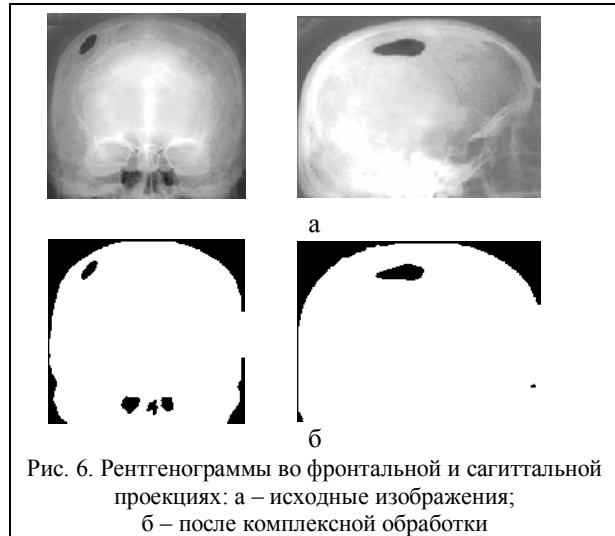 а
б
Рис. 6. Рентгенограммы во фронтальной и сагиттальной
проекциях: а – исходные изображения;
б – после комплексной обработки